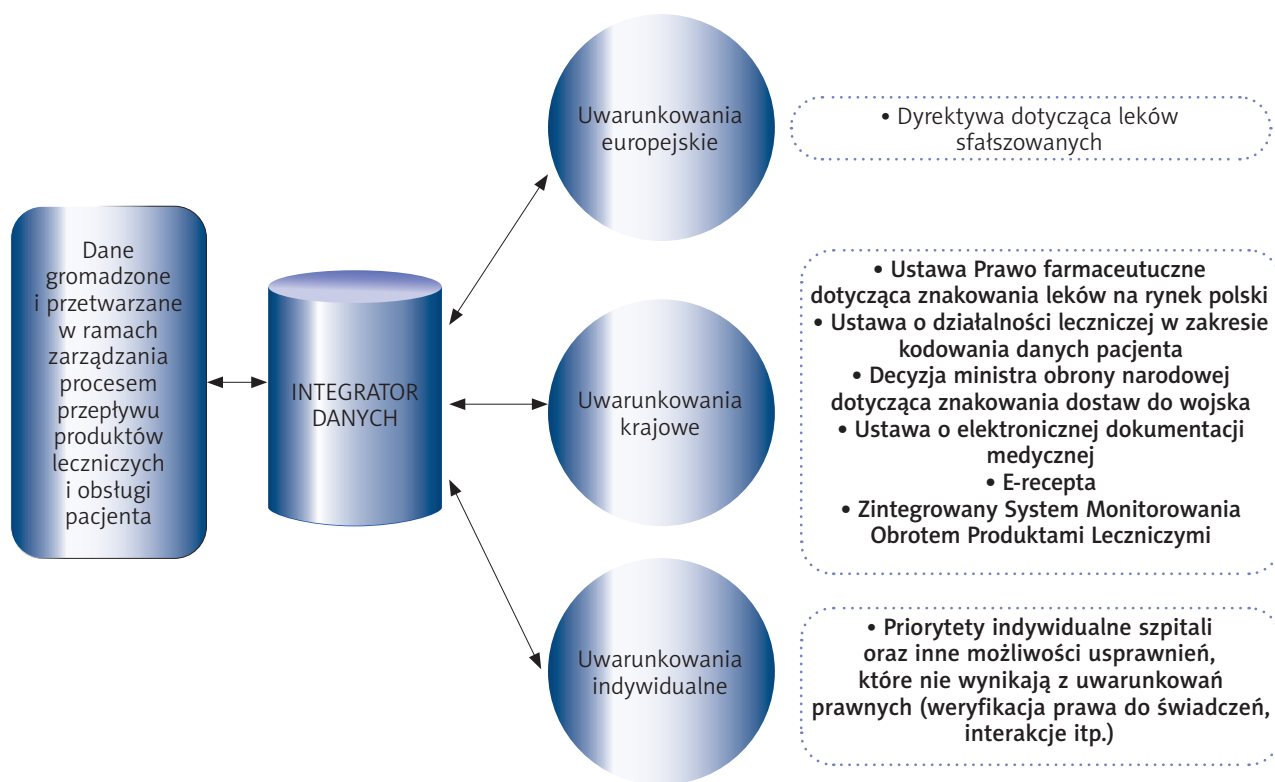 Uwarunkowania
europejskie
• Dyrektywa dotycząca leków
sfałszowanych
Dane
gromadzone
i przetwarzane
w ramach
zarządzania
procesem
przepływu
produktów
leczniczych
i obsługi
pacjenta
INTEGRATOR
DANYCH
Uwarunkowania
krajowe
• Ustawa Prawo farmaceutuczne
dotycząca znakowania leków na rynek polski
• Ustawa o działalności leczniczej w zakresie
kodowania danych pacjenta
• Decyzja ministra obrony narodowej
dotycząca znakowania dostaw do wojska
• Ustawa o elektronicznej dokumentacji
medycznej
• E-recepta
• Zintegrowany System Monitorowania
Obrotem Produktami Leczniczymi
Uwarunkowania
indywidualne
• Priorytety indywidualne szpitali
oraz inne możliwości usprawnień,
które nie wynikają z uwarunkowań
prawnych (weryfikacja prawa do świadczeń,
interakcje itp.)